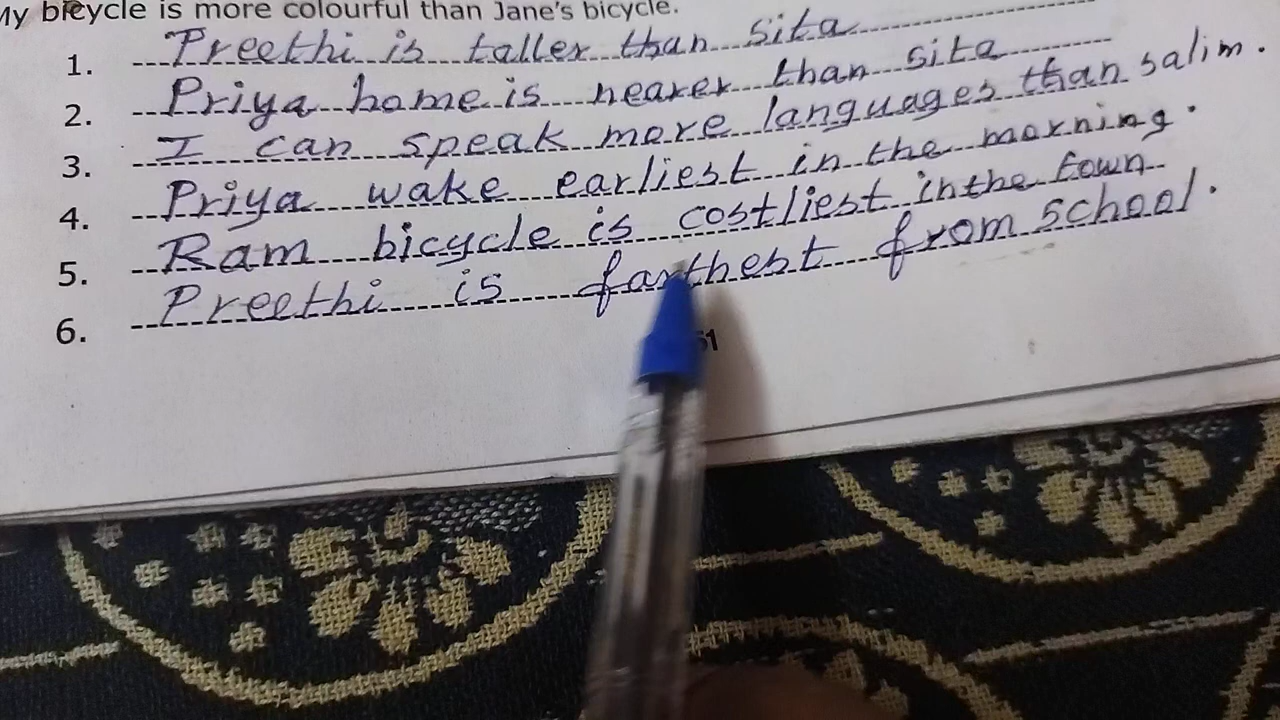 My bicycle is more colourful than Jane's bicycle.
1. Preethi is taller than sita
2. Priya home is nearer than sita
3. I can speak more languages than salim.
4. Priya wake earliest in the morning.
5. Ram bicycle is costliest in the town
6. Preethi is farthest from school.
51